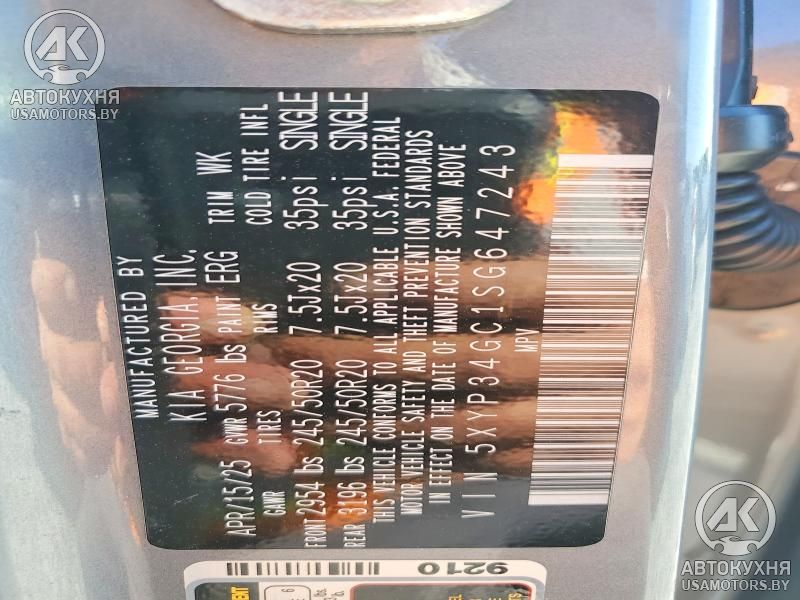 AK
АВТОКУХНЯ
USAMOTORS.BY
MANUFACTURED BY
KIA GEORGIA, INC.
APR/15/25 GVWR 5776 lbs PAINT ERG TRIM WK
GAWR TIRES RIMS COLD TIRE INFL
FRONT 2954 lbs 245/50R20 7.5Jx20 35psi SINGLE
REAR 3196 lbs 245/50R20 7.5Jx20 35psi SINGLE
THIS VEHICLE CONFORMS TO ALL APPLICABLE U.S.A. FEDERAL
MOTOR VEHICLE SAFETY AND THEFT PREVENTION STANDARDS
IN EFFECT ON THE DATE OF MANUFACTURE SHOWN ABOVE
VIN 5XYP34GC1SG647243
MPV
9210
AK
АВТОКУХНЯ
USAMOTORS.BY